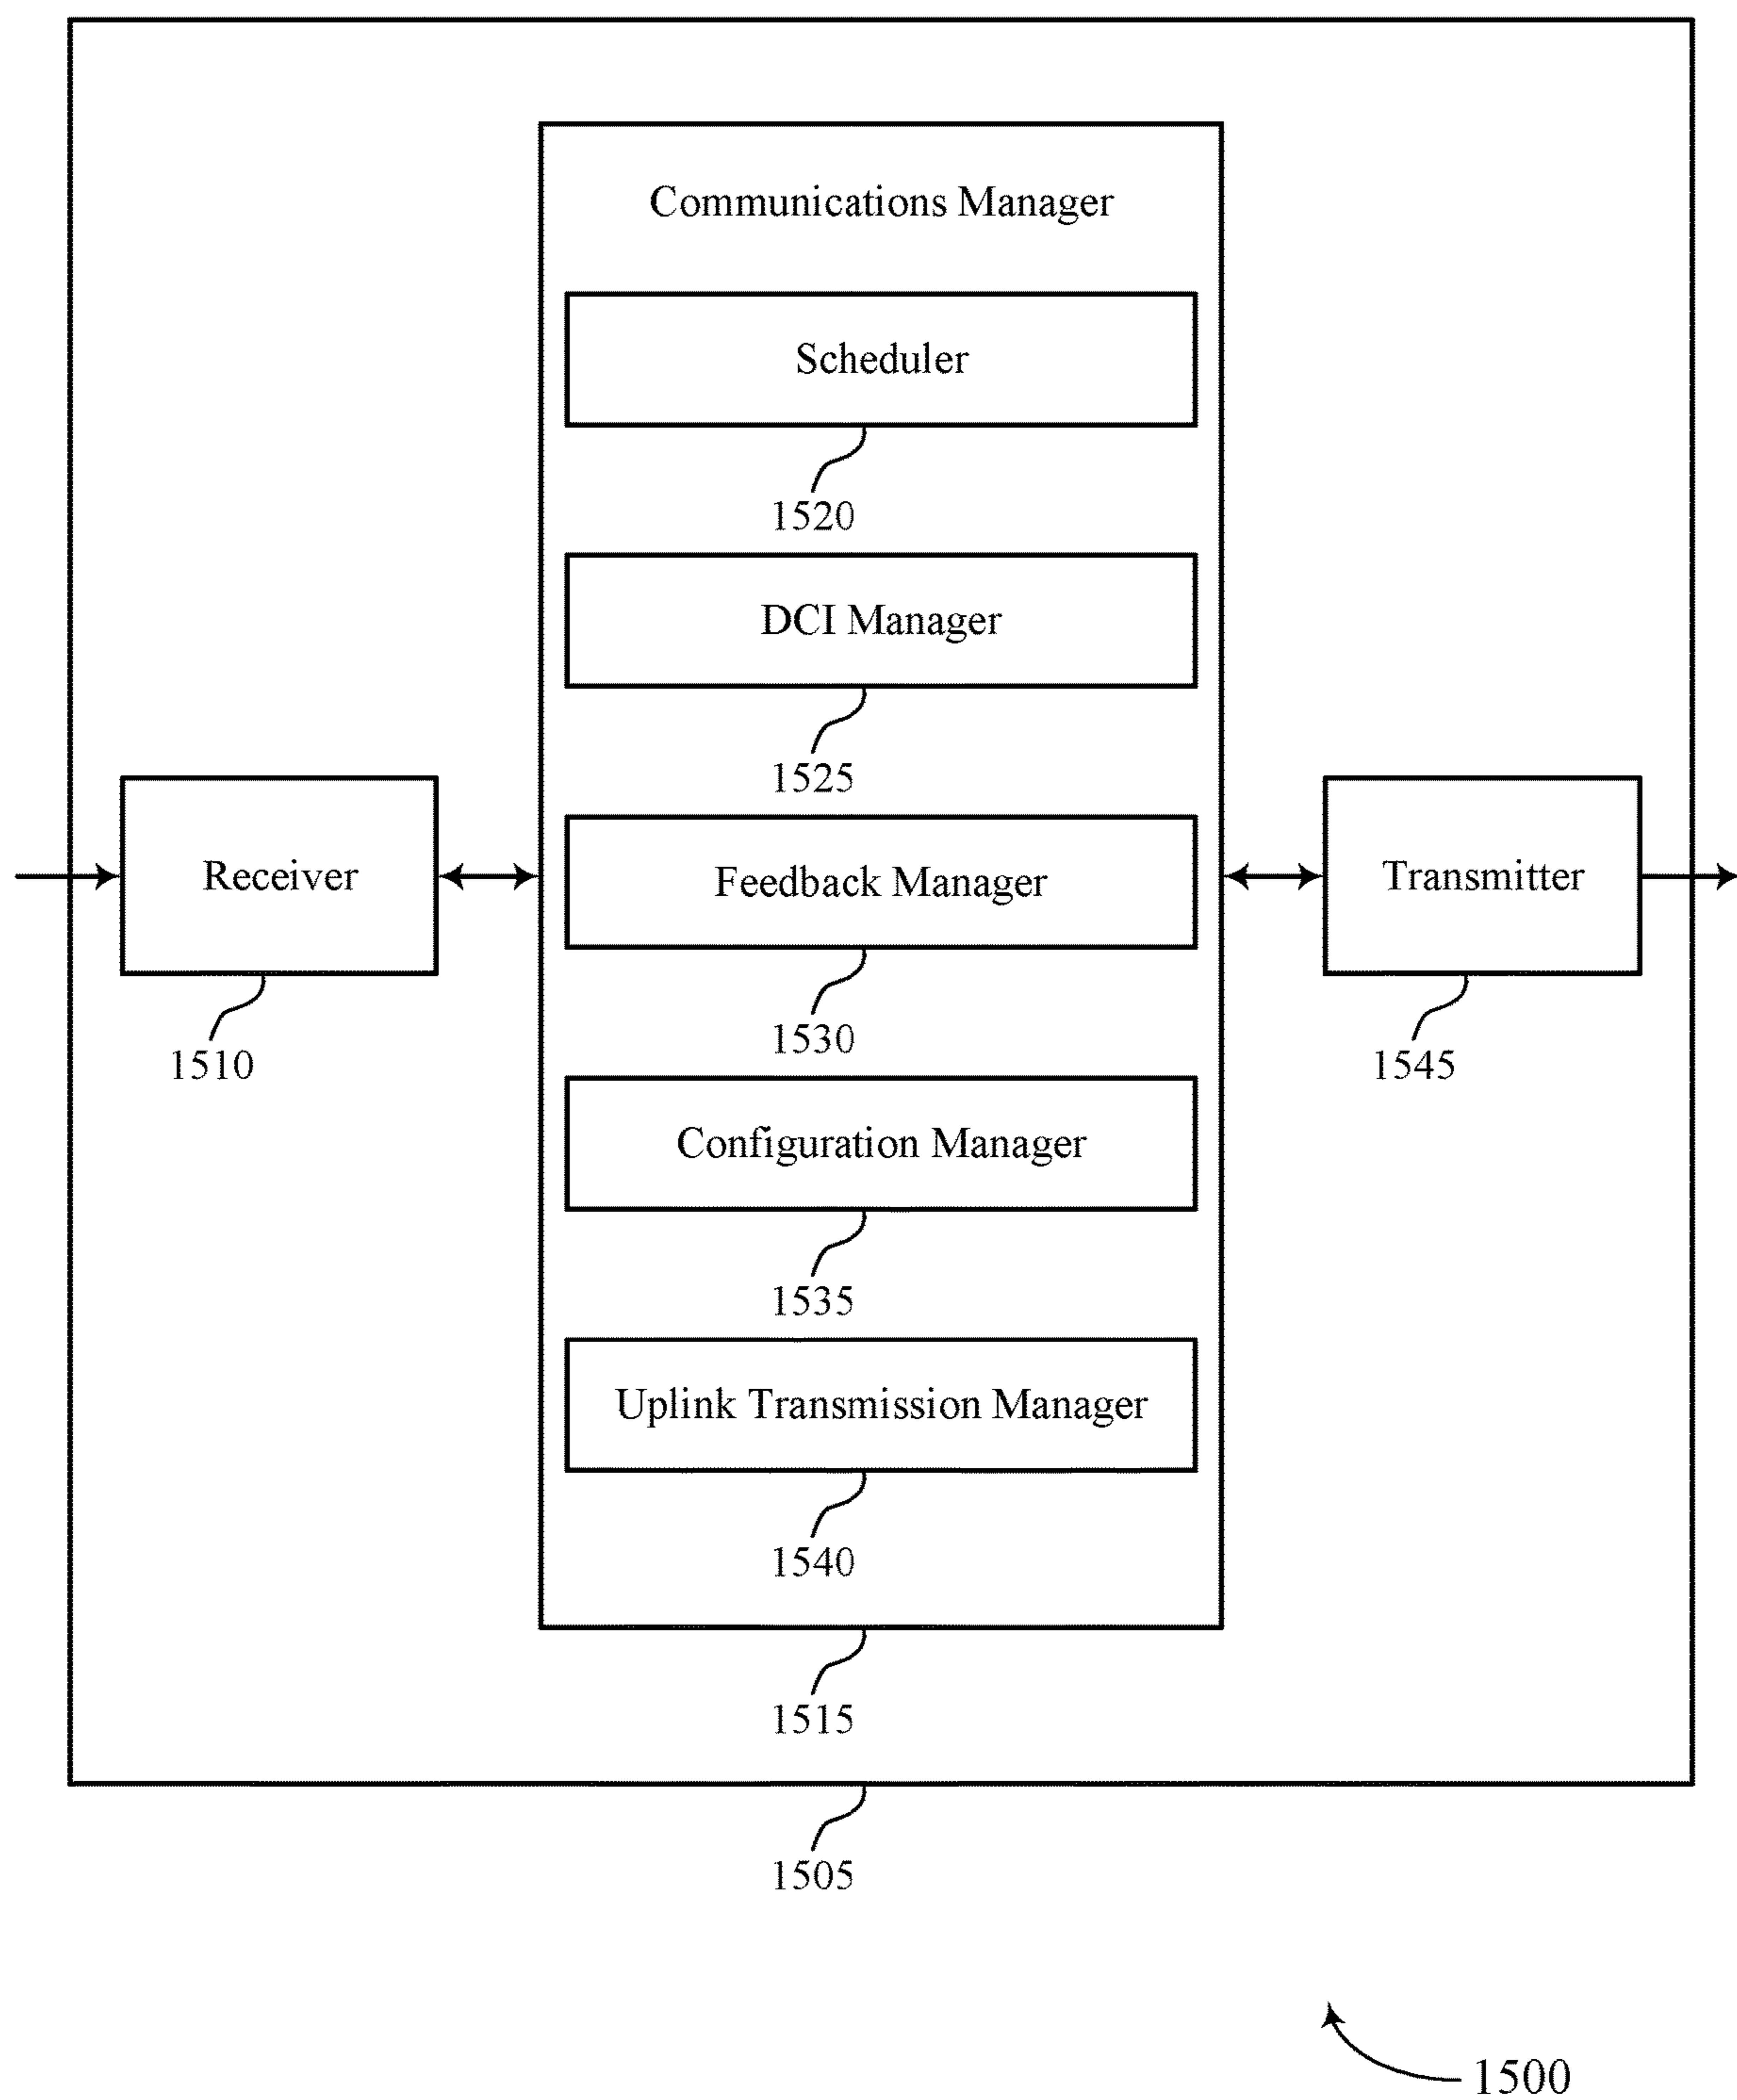 Communications Manager
Scheduler
1520
DCI Manager
1525
Receiver
1510
Feedback Manager
1530
Transmitter
1545
Configuration Manager
1535
Uplink Transmission Manager
1540
1515
1505
1500